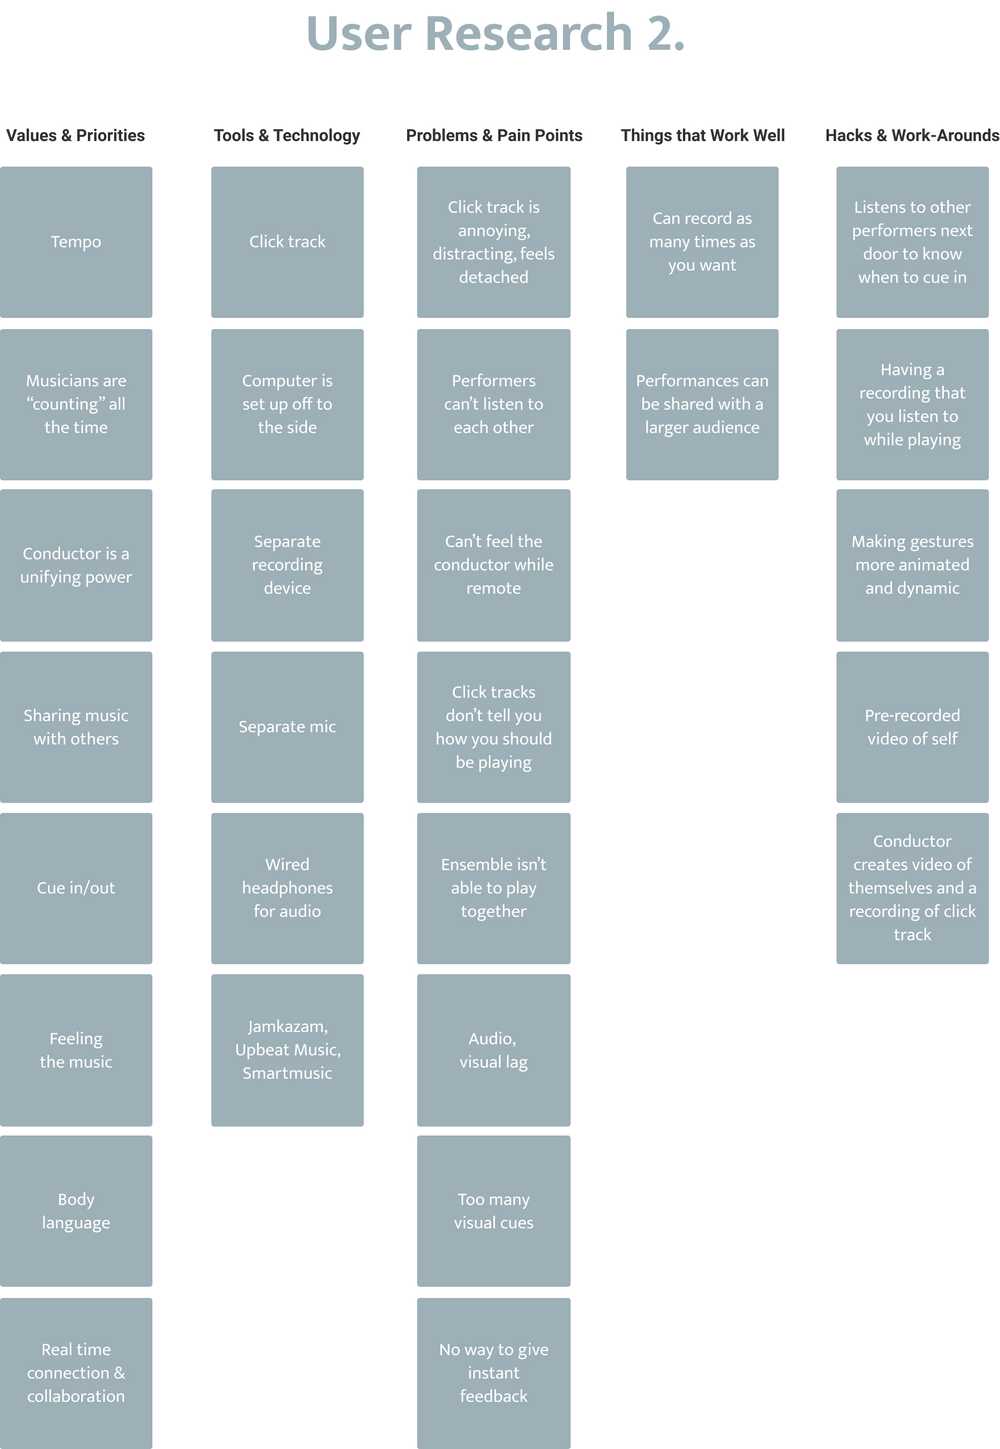 User Research 2.
Values & Priorities
Tempo
Musicians are
“counting” all
the time
Conductor is a
unifying power
Sharing music
with others
Cue in/out
Feeling
the music
Body
language
Real time
connection &
collaboration
Tools & Technology
Click track
Computer is
set up off to
the side
Separate
recording
device
Separate mic
Wired
headphones
for audio
Jamkazam,
Upbeat Music,
Smartmusic
Problems & Pain Points
Click track is
annoying,
distracting, feels
detached
Performers
can’t listen to
each other
Can’t feel the
conductor while
remote
Click tracks
don’t tell you
how you should
be playing
Ensemble isn’t
able to play
together
Audio,
visual lag
Too many
visual cues
No way to give
instant
feedback
Things that Work Well
Can record as
many times as
you want
Performances can
be shared with a
larger audience
Hacks & Work-Arounds
Listens to other
performers next
door to know
when to cue in
Having a
recording that
you listen to
while playing
Making gestures
more animated
and dynamic
Pre-recorded
video of self
Conductor
creates video of
themselves and a
recording of click
track